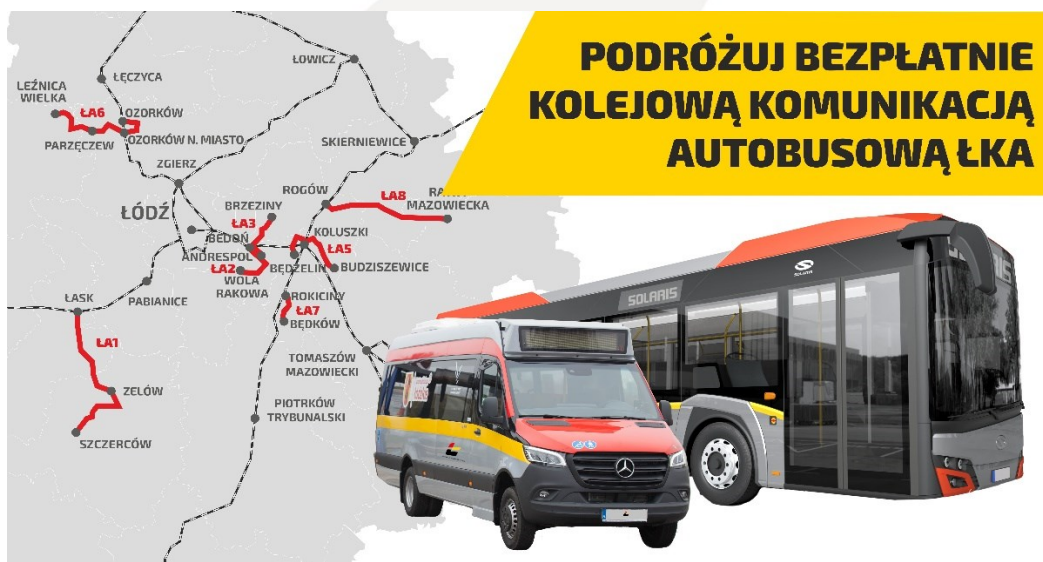 PODRÓŻUJ BEZPŁATNIE
KOLEJOWĄ KOMUNIKACJĄ
AUTOBUSOWĄ ŁKA
ŁOWICZ
ŁĘCZYCA
LEŹNICA
WIELKA
ŁA6
OZORKÓW
PARZĘCZEW
OZORKÓW N. MIASTO
SKIERNIEWICE
ZGIERZ
ROGÓW
ŁA8
MAZOWIECKA
ŁÓDŹ
BRZEZINY
ŁA3
KOLUSZKI
BEDOŃ
ANDRESPOL
ŁA5
ŁA2
BĘDZELIN
BUDZISZEWICE
WOLA
RAKOWA
PABIANICE
ŁASK
ROKICINY
ŁA7
BĘDKÓW
ŁA1
TOMASZÓW
MAZOWIECKI
ZELÓW
PIOTRKÓW
TRYBUNALSKI
SZCZERCÓW
SOLARIS
SOLARIS